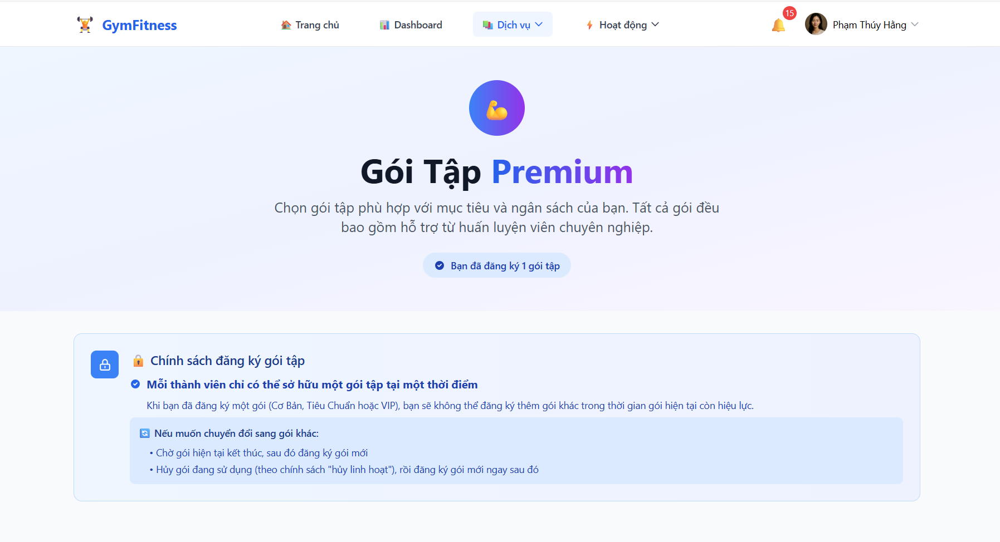 GymFitness
Trang chủ
Dashboard
Dịch vụ
Hoạt động
15
Phạm Thúy Hằng
Gói Tập Premium
Chọn gói tập phù hợp với mục tiêu và ngân sách của bạn. Tất cả gói đều
bao gồm hỗ trợ từ huấn luyện viên chuyên nghiệp.
Bạn đã đăng ký 1 gói tập
Chính sách đăng ký gói tập
Mỗi thành viên chỉ có thể sở hữu một gói tập tại một thời điểm
Khi bạn đã đăng ký một gói (Cơ Bản, Tiêu Chuẩn hoặc VIP), bạn sẽ không thể đăng ký thêm gói khác trong thời gian gói hiện tại còn hiệu lực.
Nếu muốn chuyển đổi sang gói khác:
• Chờ gói hiện tại kết thúc, sau đó đăng ký gói mới
• Hủy gói đang sử dụng (theo chính sách "hủy linh hoạt"), rồi đăng ký gói mới ngay sau đó